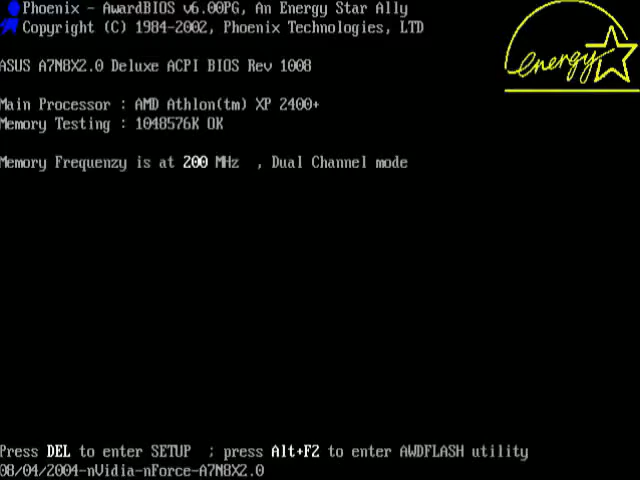 Phoenix - AwardBIOS v6.00PG, An Energy Star Ally
Copyright (C) 1984-2002, Phoenix Technologies, LTD
energy
ASUS A7N8X2.0 Deluxe ACPI BIOS Rev 1008
Main Processor : AMD Athlon(tm) XP 2400+
Memory Testing : 1048576K OK
Memory Frequenzy is at 200 MHz , Dual Channel mode
Press DEL to enter SETUP ; press Alt+F2 to enter AWDFLASH utility
08/04/2004-nVidia-nForce-A7N8X2.0